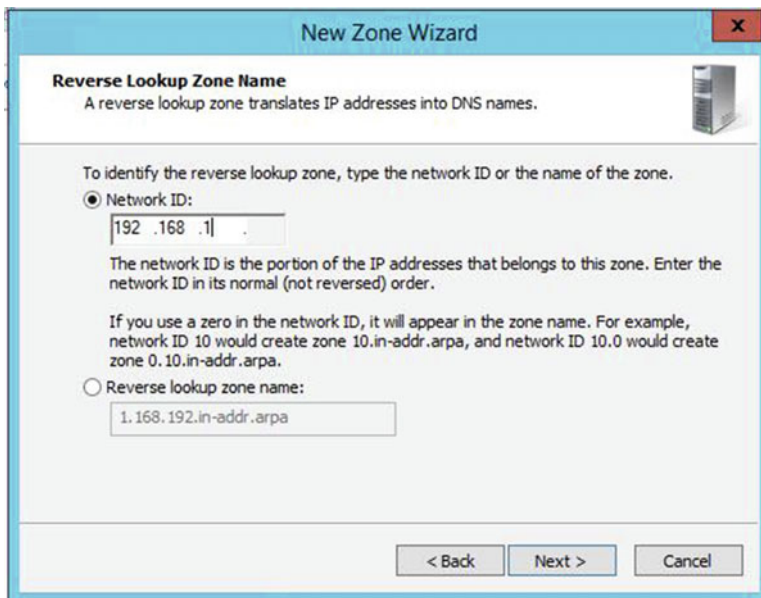 New Zone Wizard
x
Reverse Lookup Zone Name
A reverse lookup zone translates IP addresses into DNS names.
To identify the reverse lookup zone, type the network ID or the name of the zone.
Network ID:
192 .168 .1 .
The network ID is the portion of the IP addresses that belongs to this zone. Enter the
network ID in its normal (not reversed) order.
If you use a zero in the network ID, it will appear in the zone name. For example,
network ID 10 would create zone 10.in-addr.arpa, and network ID 10.0 would create
zone 0.10.in-addr.arpa.
Reverse lookup zone name:
1.168.192.in-addr.arpa
< Back Next > Cancel